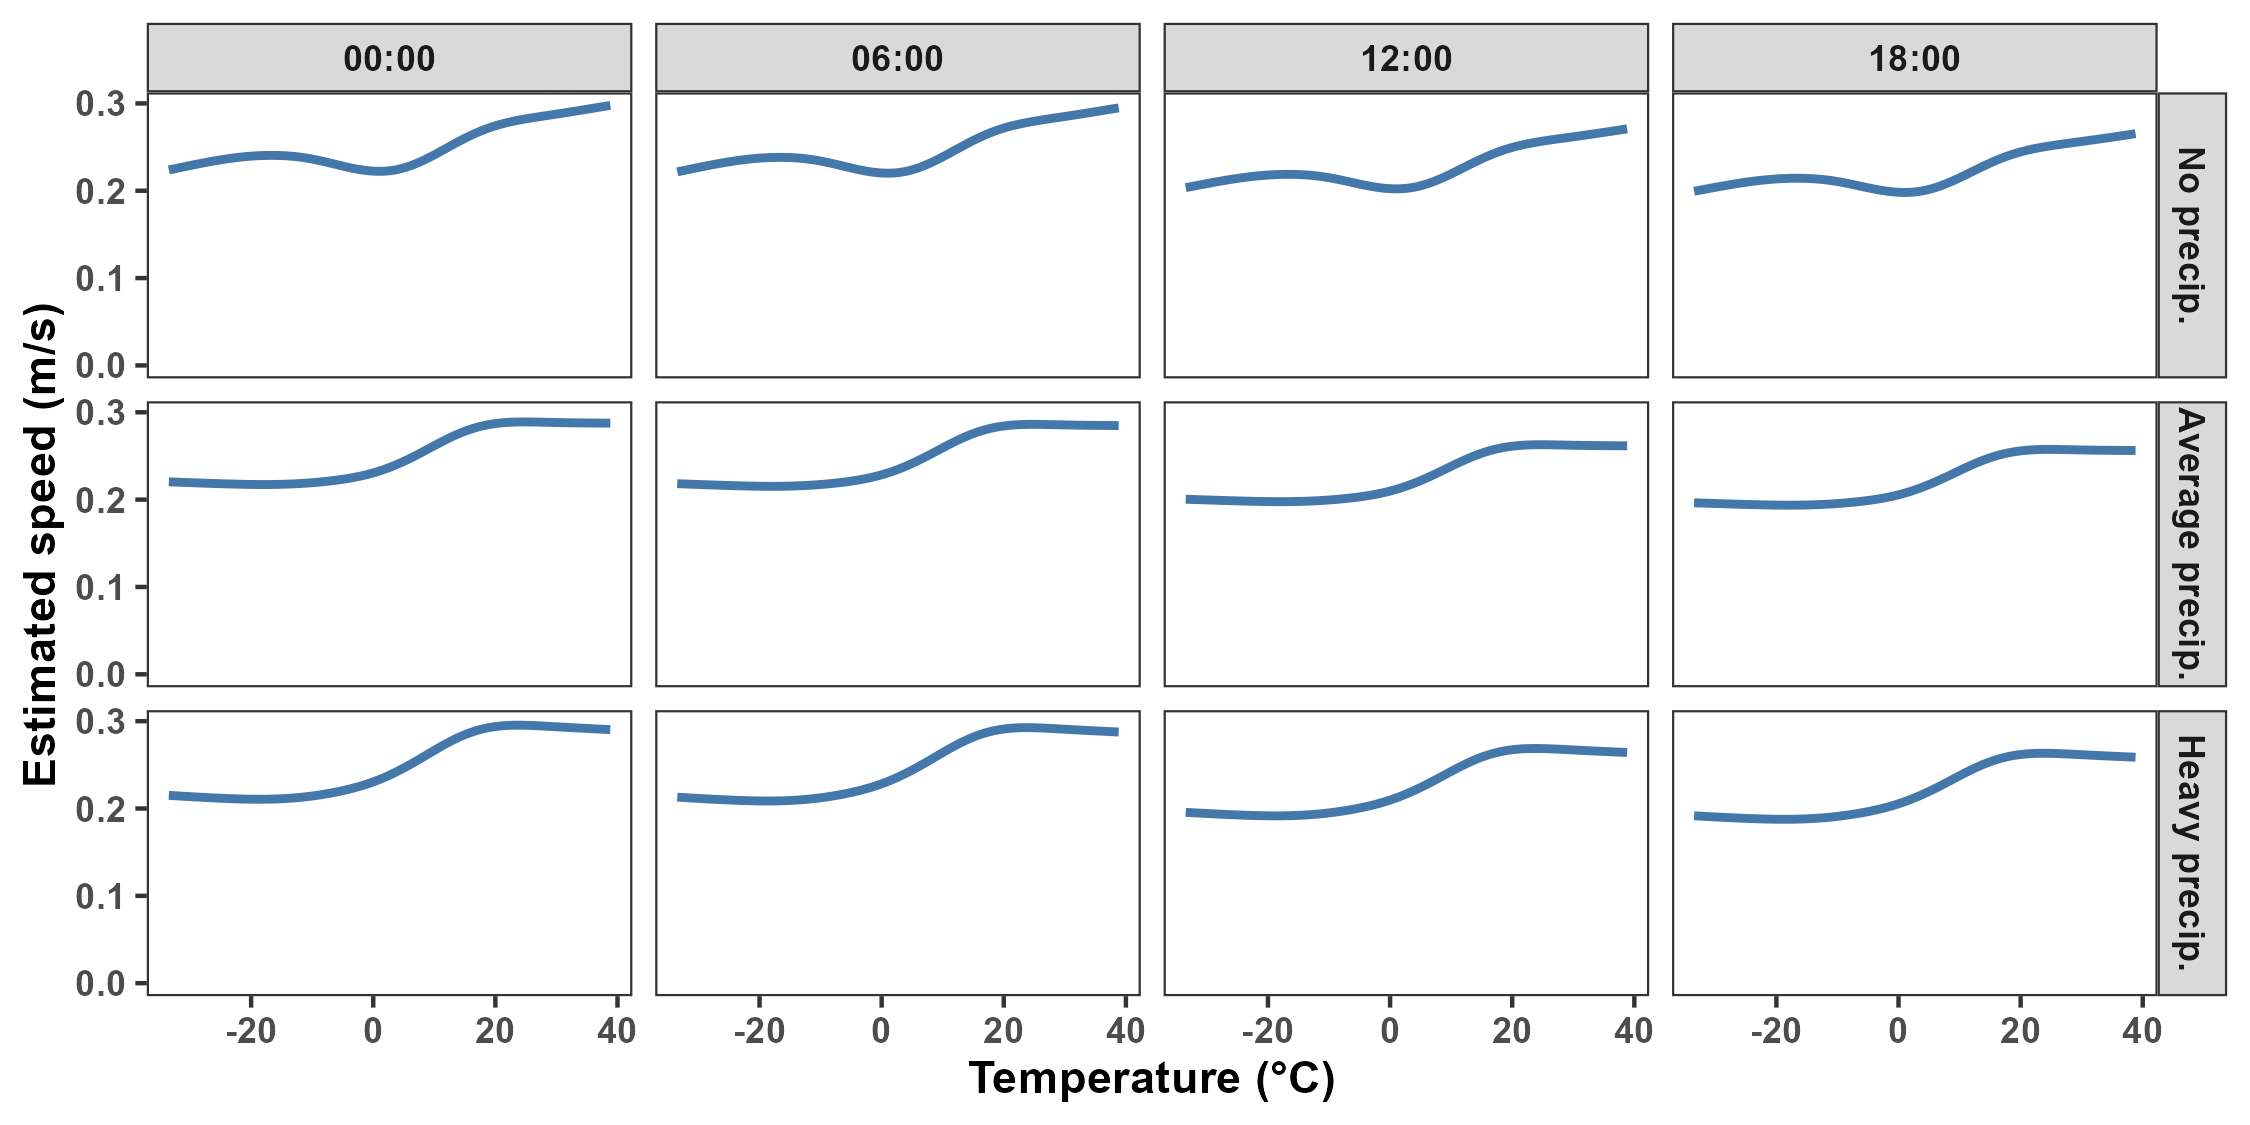 00:00 06:00 12:00 18:00
0.3
0.2
0.1
0.0
No precip.
0.3
0.2
0.1
0.0
Average precip.
0.3
0.2
0.1
0.0
Heavy precip.
Estimated speed (m/s)
-20 0 20 40 -20 0 20 40 -20 0 20 40 -20 0 20 40
Temperature (°C)